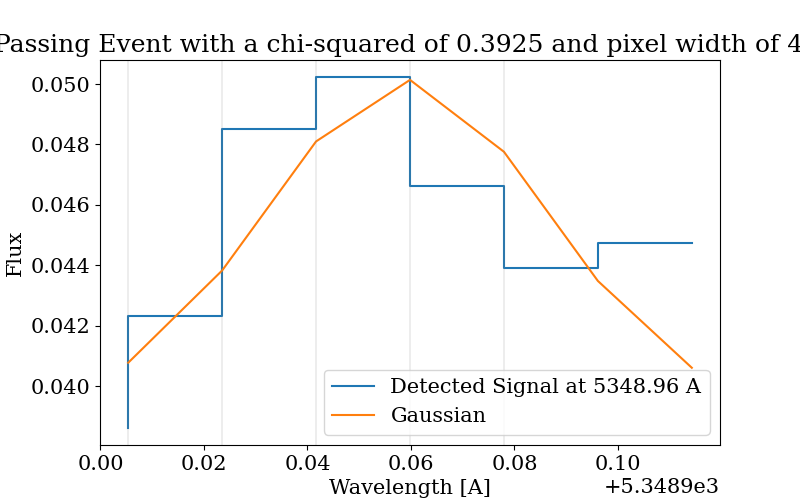 Passing Event with a chi-squared of 0.3925 and pixel width of 4
0.050
0.048
0.046
0.044
0.042
0.040
Flux
Detected Signal at 5348.96 A
Gaussian
0.00 0.02 0.04 0.06 0.08 0.10
+5.3489e3
Wavelength [A]